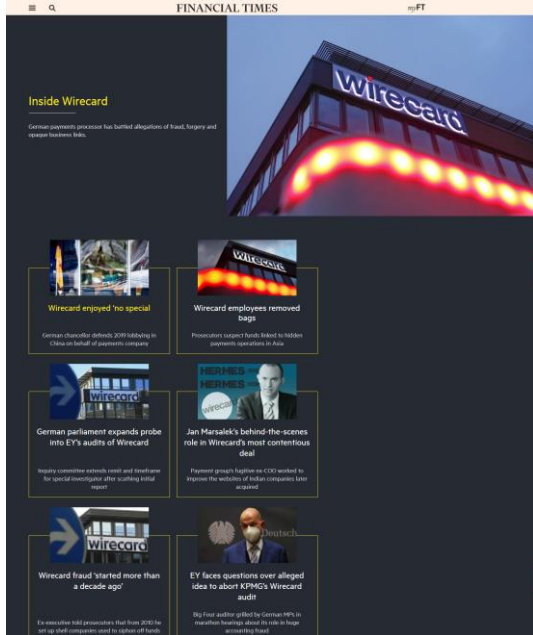 FINANCIAL TIMES
myFT
wirecard
Inside Wirecard
German payments processor has battled allegations of fraud, forgery and
opaque business links.
wirecard
Wirecard enjoyed 'no special
German chancellor defends 2019 lobbying in
China on behalf of payments company
Wirecard employees removed
bags
Prosecutors suspect funds linked to hidden
payments operations in Asia
wirecard
HERMES
HERMES
wirecard
German parliament expands probe
into EY's audits of Wirecard
Inquiry committee extends remit and timeframe
for special investigator after scathing initial
report
Jan Marsalek's behind-the-scenes
role in Wirecard's most contentious
deal
Payment group's fugitive ex-COO worked to
improve the websites of Indian companies later
acquired
wirecard
Deutsch
Wirecard fraud 'started more than
a decade ago'
Ex-executive told prosecutors that from 2010 he
set up shell companies used to siphon off funds
EY faces questions over alleged
idea to abort KPMG's Wirecard
audit
Big Four auditor grilled by German MPs in
marathon hearings about its role in huge
accounting fraud